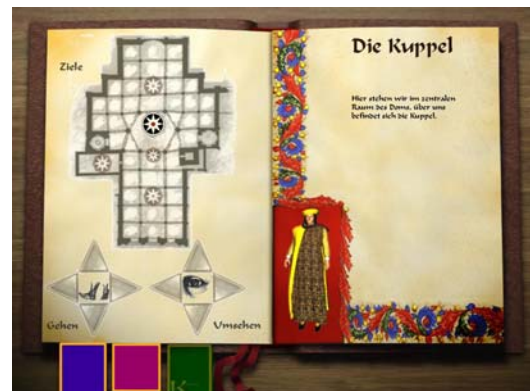 Ziele
Gehen
Umsehen
Die Kuppel
Hier stehen wir im zentralen
Raum des Doms, über uns
befindet sich die Kuppel.